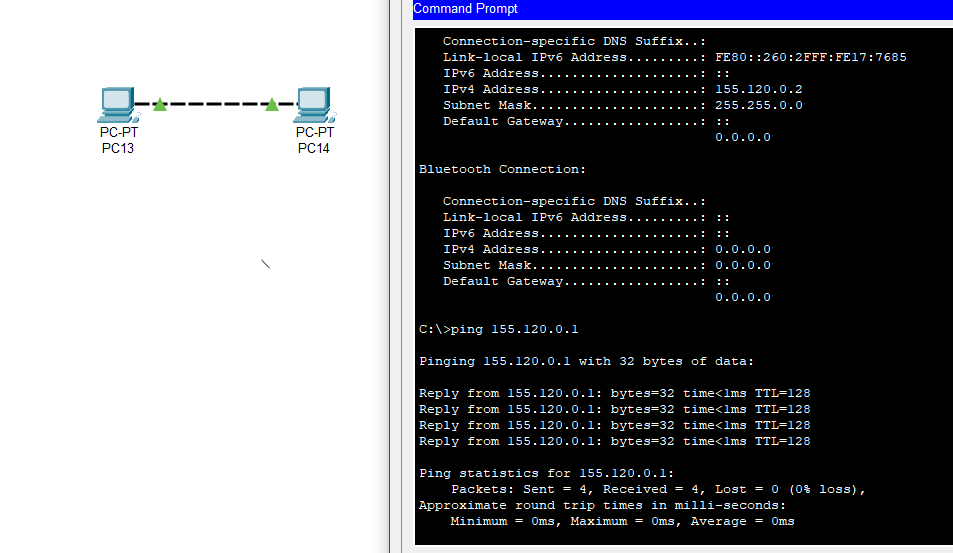 Command Prompt
PC-PT
PC13
PC-PT
PC14
Connection-specific DNS Suffix..:
Link-local IPv6 Address.........: FE80::260:2FFF:FE17:7685
IPv6 Address....................: ::
IPv4 Address....................: 155.120.0.2
Subnet Mask.....................: 255.255.0.0
Default Gateway.................: ::
0.0.0.0
Bluetooth Connection:
Connection-specific DNS Suffix..:
Link-local IPv6 Address.........: ::
IPv6 Address....................: ::
IPv4 Address....................: 0.0.0.0
Subnet Mask.....................: 0.0.0.0
Default Gateway.................: ::
0.0.0.0
C:\>ping 155.120.0.1
Pinging 155.120.0.1 with 32 bytes of data:
Reply from 155.120.0.1: bytes=32 time<1ms TTL=128
Reply from 155.120.0.1: bytes=32 time<1ms TTL=128
Reply from 155.120.0.1: bytes=32 time<1ms TTL=128
Reply from 155.120.0.1: bytes=32 time<1ms TTL=128
Ping statistics for 155.120.0.1:
Packets: Sent = 4, Received = 4, Lost = 0 (0% loss),
Approximate round trip times in milli-seconds:
Minimum = 0ms, Maximum = 0ms, Average = 0ms